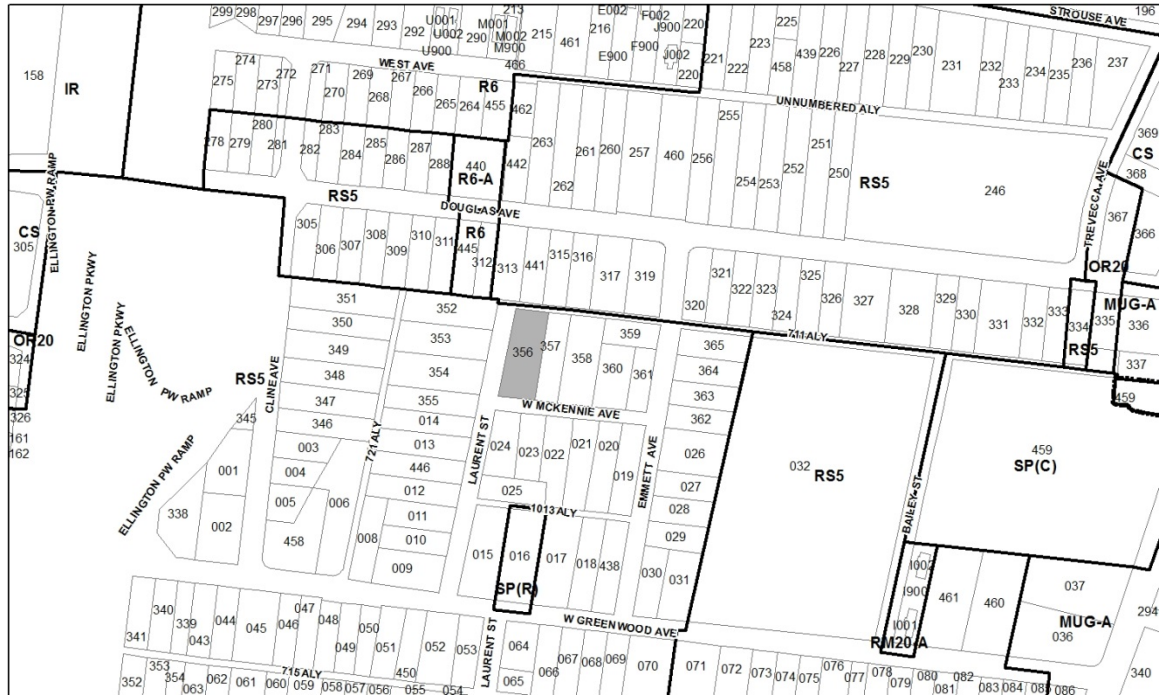 299 298 297 296 295 294 293 292 U001 U002 U900 290 M001 M002 M900 213 215 461 216 E002 E900 F002 F900 J900 J002 220 225 STROUSE AVE 196
158 IR 274 275 273 272 271 270 269 268 267 266 265 264 455 WEST AVE R6 466 462 220 221 222 223 458 439 226 227 228 229 230 231 232 233 234 235 236 237
UNNUMBERED ALY
278 279 280 281 282 283 284 285 286 287 288 440 442 263 262 261 260 257 460 256 255 254 253 252 251 250 RS5 246 369 CS 368
R6-A
RS5 DOUGLAS AVE TREVECCA AVE 367 366
CS 305 ELLINGTON PW RAMP
305 306 307 308 309 310 311 R6 445 312 313 441 315 316 317 319 320 321 322 323 324 325 326 327 328 329 330 331 332 333 334 335 OR20 MUG-A 336 337
ELLINGTON PKWY
ELLINGTON PKWY
ELLINGTON PW RAMP
351 352 711 ALY RS5
350 353 356 357 358 359 360 361 365 459
OR20 324 325 326 161 162
RS5 CLINE AVE 349 348 347 346 345 354 355 014 364 363 362
W MCKENNIE AVE
721 ALY LAURENT ST 013 446 012 011 010 009 008 024 023 022 021 020 019 025 EMMETT AVE 026 027 028 029 032 RS5 BAILEY ST 459 SP(C)
ELLINGTON PW RAMP
001 002 338 003 004 005 006 458
1013 ALY
015 016 017 018 438 030 031
SP(R)
I002 I900 I001 461 460 037 036 MUG-A 294
RM20-A
W GREENWOOD AVE
341 340 339 043 044 045 046 047 048 049 050 051 450 052 053 LAURENT ST 064 065 066 067 068 069 070 071 072 073 074 075 076 077 078 079 080 081 082 083 084 085 086 340
715 ALY
352 353 354 063 062 061 060 059 058 057 056 055 054